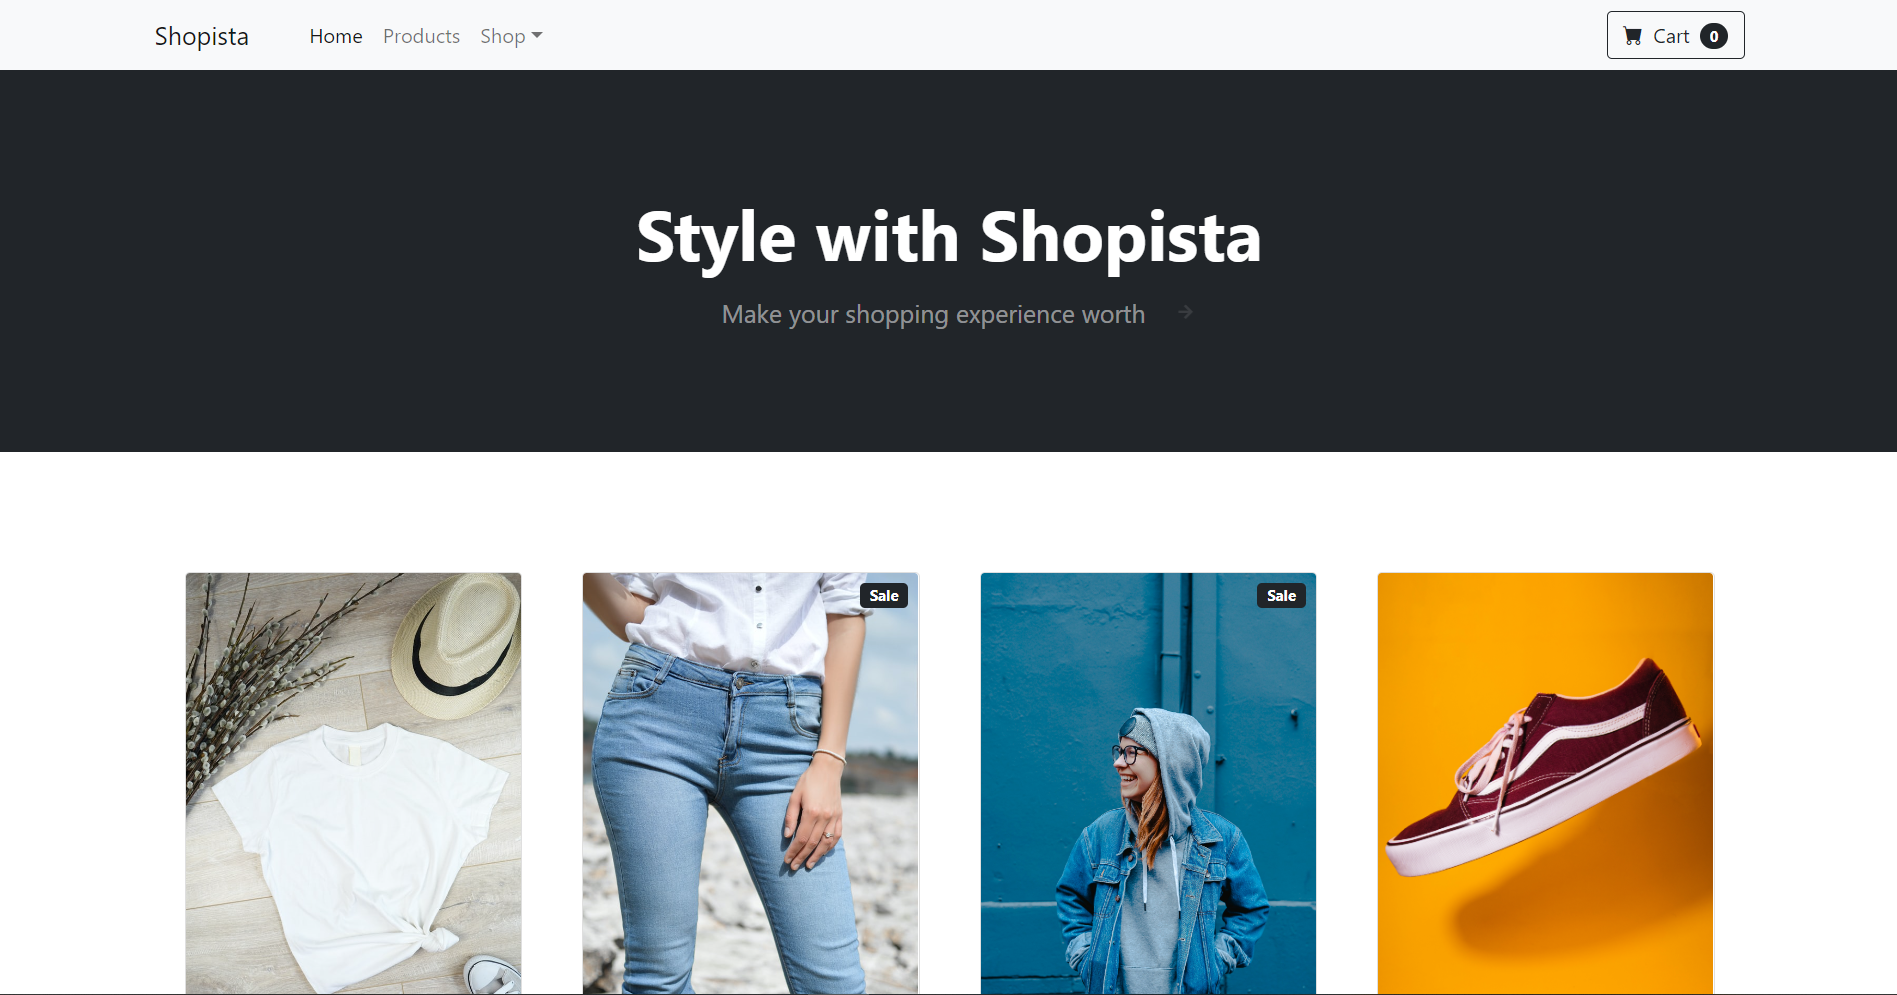 Shopista Home Products Shop Cart 0
Style with Shopista
Make your shopping experience worth →
Sale Sale